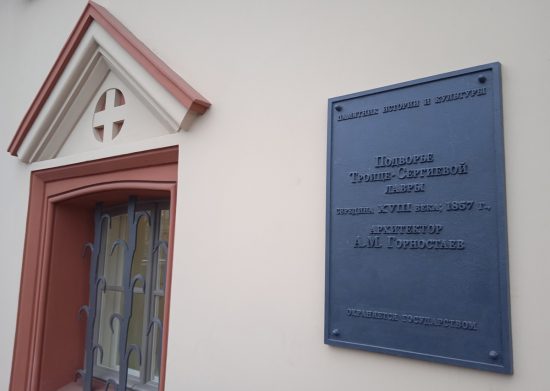 ПАМЯТНИК ИСТОРИИ И КУЛЬТУРЫ
ПОДВОРЬЕ
ТРОИЦЕ-СЕРГИЕВОЙ
ЛАВРЫ
СЕРЕДИНА XVIII ВЕКА; 1857 Г.,
АРХИТЕКТОР
А.М. ГОРНОСТАЕВ
ОХРАНЯЕТСЯ ГОСУДАРСТВОМ